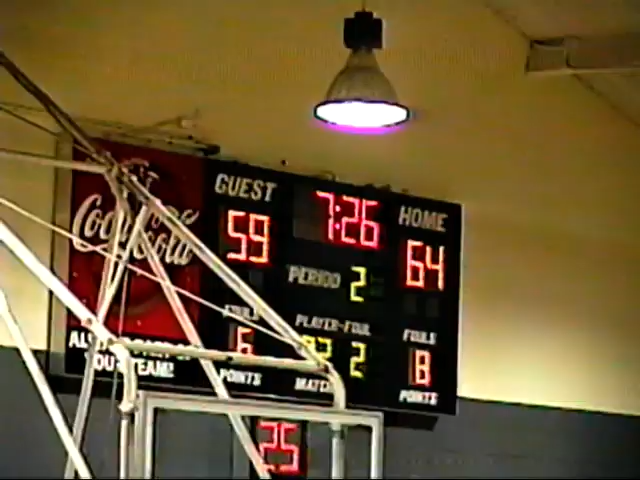 GUEST 7:26 HOME
59 64
PERIOD 2
FOULS PLAYER-FOUL FOULS
6 2 8
POINTS MATCH POINTS
Coca-Cola
25